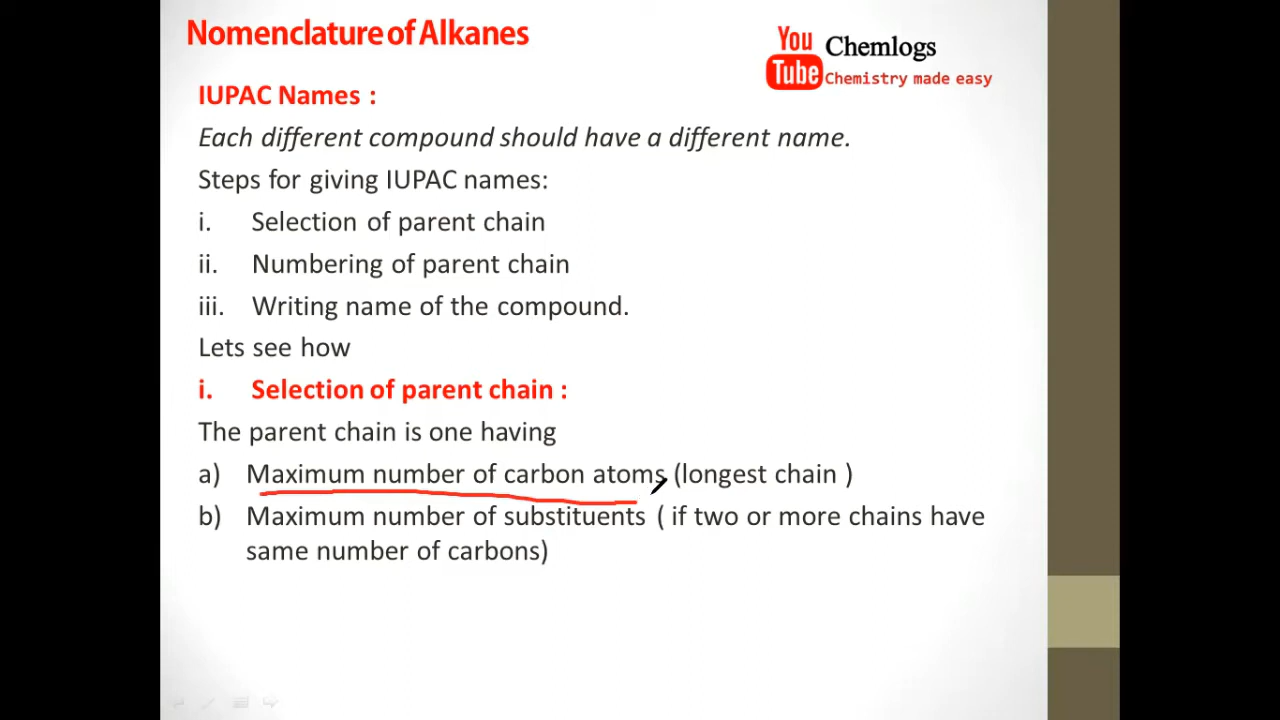 Nomenclature of Alkanes
You
Tube
Chemlogs
Chemistry made easy
IUPAC Names :
Each different compound should have a different name.
Steps for giving IUPAC names:
i. Selection of parent chain
ii. Numbering of parent chain
iii. Writing name of the compound.
Lets see how
i. Selection of parent chain :
The parent chain is one having
a) Maximum number of carbon atoms (longest chain )
b) Maximum number of substituents ( if two or more chains have
same number of carbons)